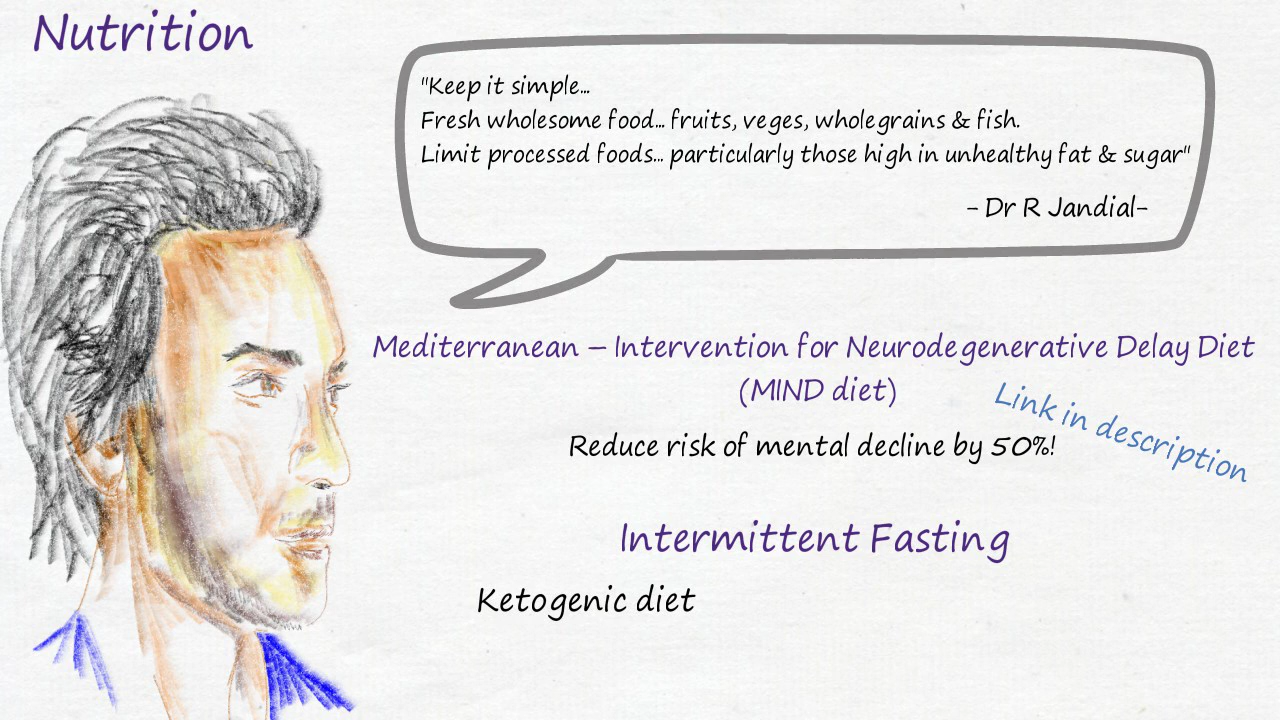 Nutrition
"Keep it simple...
Fresh wholesome food... fruits, veges, wholegrains & fish.
Limit processed foods... particularly those high in unhealthy fat & sugar"
- Dr R Jandial-
Mediterranean – Intervention for Neurodegenerative Delay Diet
(MIND diet)
Link in description
Reduce risk of mental decline by 50%!
Intermittent Fasting
Ketogenic diet